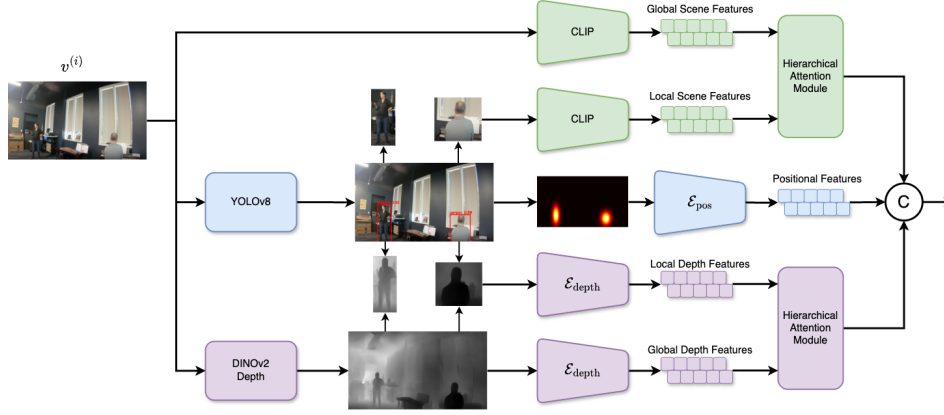 Global Scene Features
CLIP
Hierarchical
Attention
Module
v^{(i)}
Local Scene Features
CLIP
YOLOv8
Positional Features
ℰ_pos
C
Local Depth Features
ℰ_depth
Hierarchical
Attention
Module
DINOv2
Depth
Global Depth Features
ℰ_depth